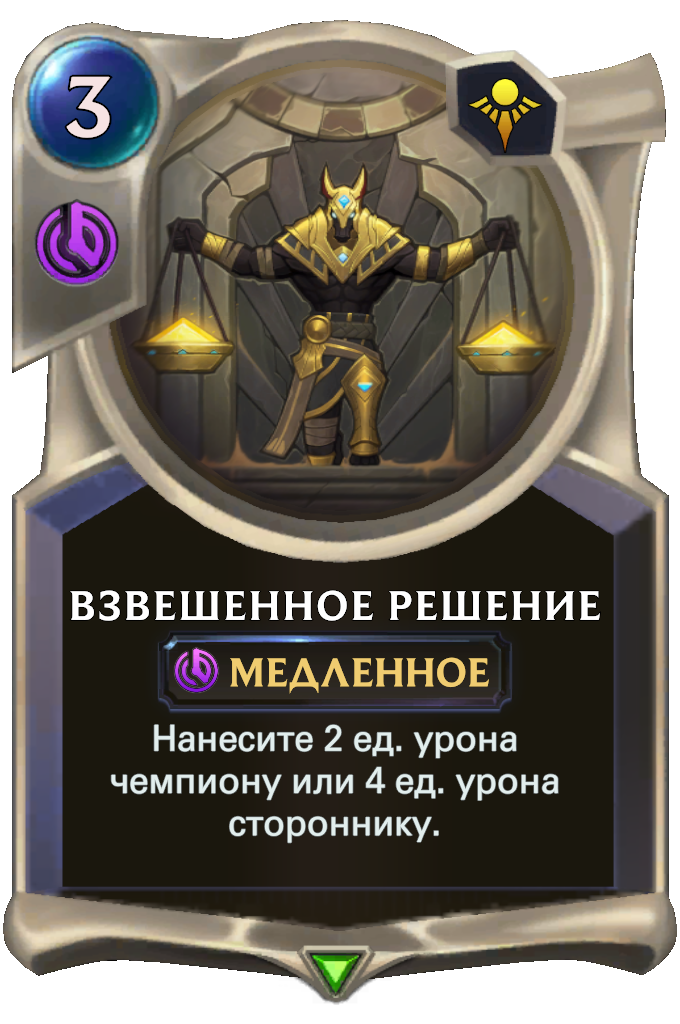 3
ВЗВЕШЕННОЕ РЕШЕНИЕ
МЕДЛЕННОЕ
Нанесите 2 ед. урона
чемпиону или 4 ед. урона
стороннику.